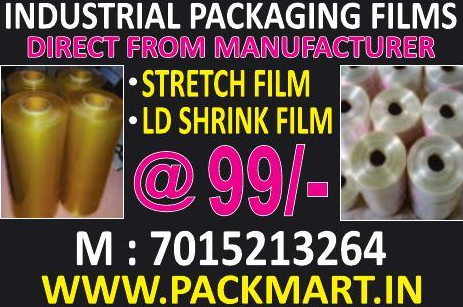 INDUSTRIAL PACKAGING FILMS
DIRECT FROM MANUFACTURER
• STRETCH FILM
• LD SHRINK FILM
@ 99/-
M : 7015213264
WWW.PACKMART.IN